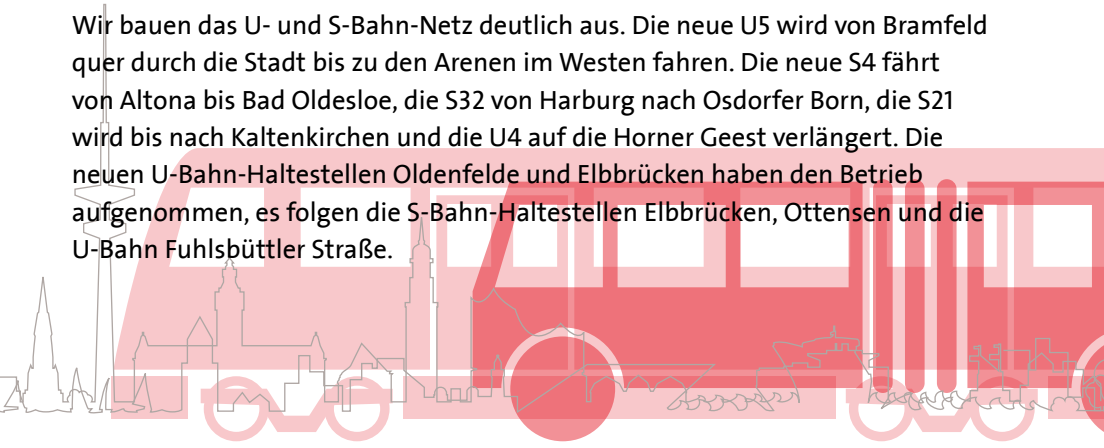 Wir bauen das U- und S-Bahn-Netz deutlich aus. Die neue U5 wird von Bramfeld
quer durch die Stadt bis zu den Arenen im Westen fahren. Die neue S4 fährt
von Altona bis Bad Oldesloe, die S32 von Harburg nach Osdorfer Born, die S21
wird bis nach Kaltenkirchen und die U4 auf die Horner Geest verlängert. Die
neuen U-Bahn-Haltestellen Oldenfelde und Elbbrücken haben den Betrieb
aufgenommen, es folgen die S-Bahn-Haltestellen Elbbrücken, Ottensen und die
U-Bahn Fuhlsbüttler Straße.